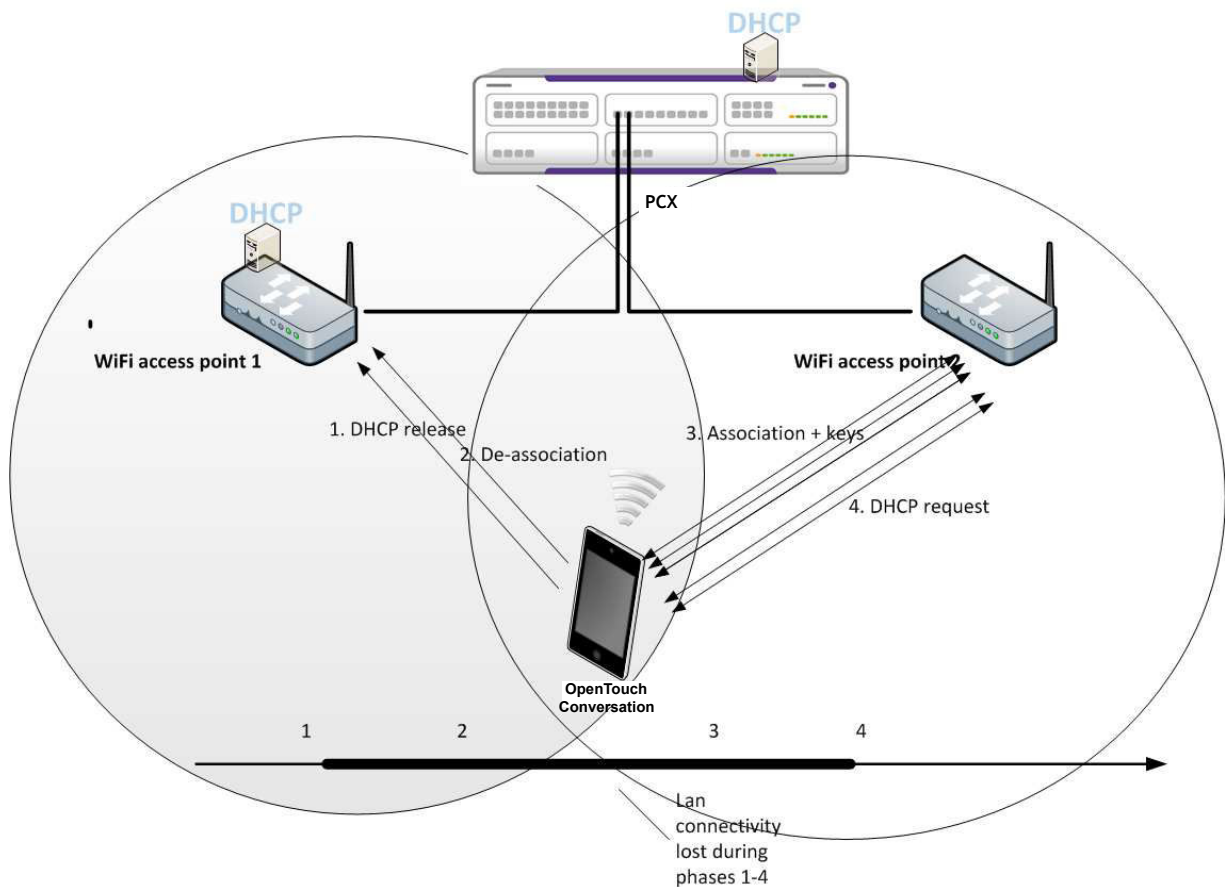 DHCP
PCX
DHCP
WiFi access point 1
WiFi access point
1. DHCP release
2. De-association
3. Association + keys
4. DHCP request
OpenTouch
Conversation
1
2
3
4
Lan
connectivity
lost during
phases 1-4